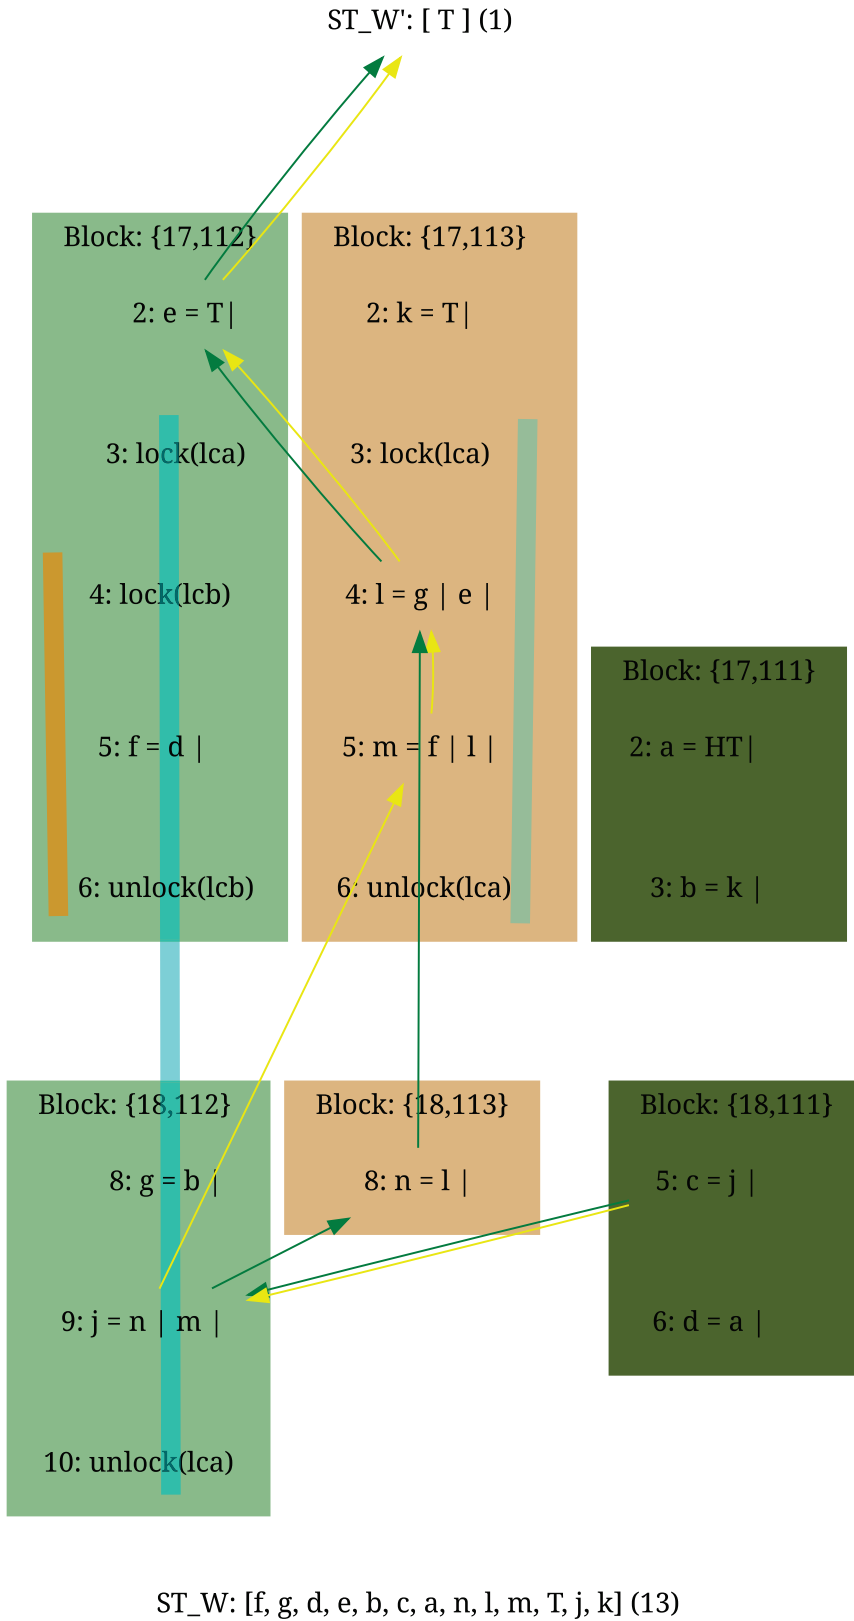 ST_W': [ T ] (1)
Block: {17,112}
2: e = T|
3: lock(lca)
4: lock(lcb)
5: f = d |
6: unlock(lcb)
Block: {17,113}
2: k = T|
3: lock(lca)
4: l = g | e |
5: m = f | l |
6: unlock(lca)
Block: {17,111}
2: a = HT|
3: b = k |
Block: {18,112}
8: g = b |
9: j = n | m |
10: unlock(lca)
Block: {18,113}
8: n = l |
Block: {18,111}
5: c = j |
6: d = a |
ST_W: [f, g, d, e, b, c, a, n, l, m, T, j, k] (13)